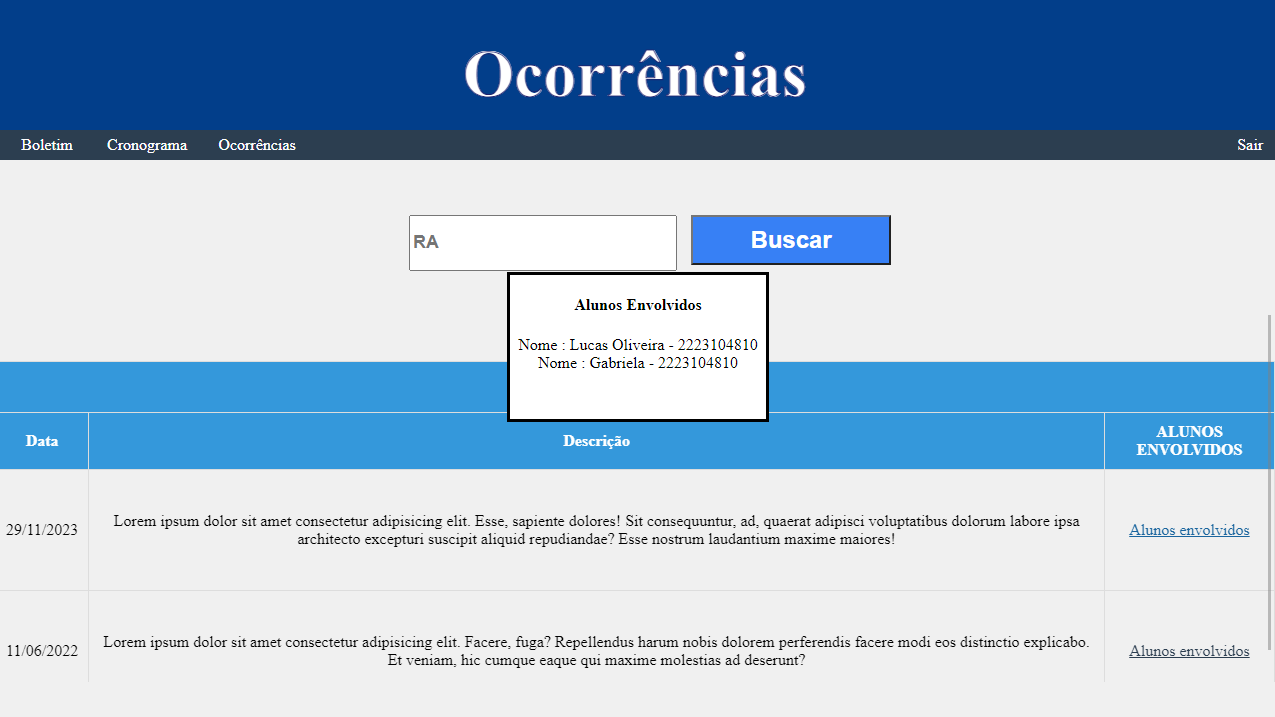 Ocorrências
Boletim Cronograma Ocorrências Sair
RA Buscar
Alunos Envolvidos
Nome : Lucas Oliveira - 2223104810
Nome : Gabriela - 2223104810
Data Descrição ALUNOS
ENVOLVIDOS
29/11/2023
Lorem ipsum dolor sit amet consectetur adipisicing elit. Esse, sapiente dolores! Sit consequuntur, ad, quaerat adipisci voluptatibus dolorum labore ipsa
architecto excepturi suscipit aliquid repudiandae? Esse nostrum laudantium maxime maiores!
Alunos envolvidos
11/06/2022
Lorem ipsum dolor sit amet consectetur adipisicing elit. Facere, fuga? Repellendus harum nobis dolorem perferendis facere modi eos distinctio explicabo.
Et veniam, hic cumque eaque qui maxime molestias ad deserunt?
Alunos envolvidos